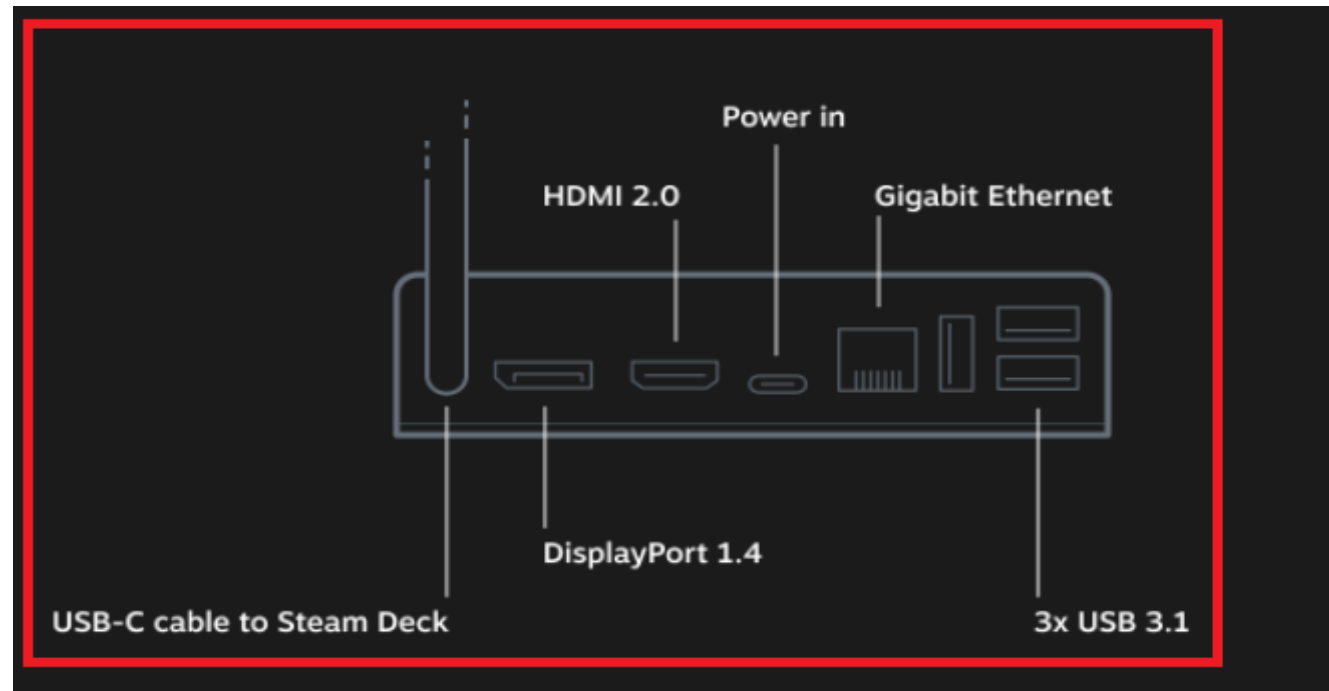 Power in
HDMI 2.0
Gigabit Ethernet
DisplayPort 1.4
USB-C cable to Steam Deck
3x USB 3.1